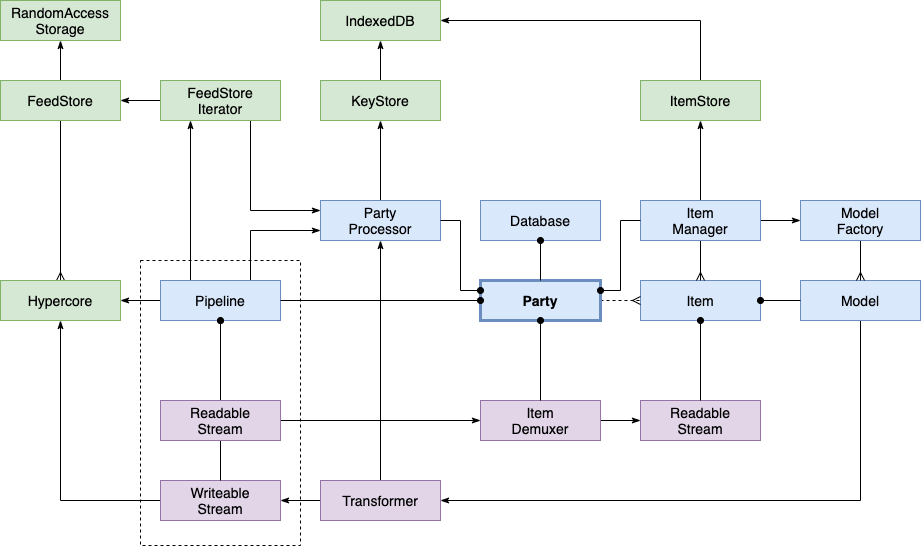 RandomAccess
Storage
IndexedDB
FeedStore
FeedStore
Iterator
KeyStore
ItemStore
Party
Processor
Database
Item
Manager
Model
Factory
Hypercore
Pipeline
Party
Item
Model
Readable
Stream
Item
Demuxer
Readable
Stream
Writeable
Stream
Transformer